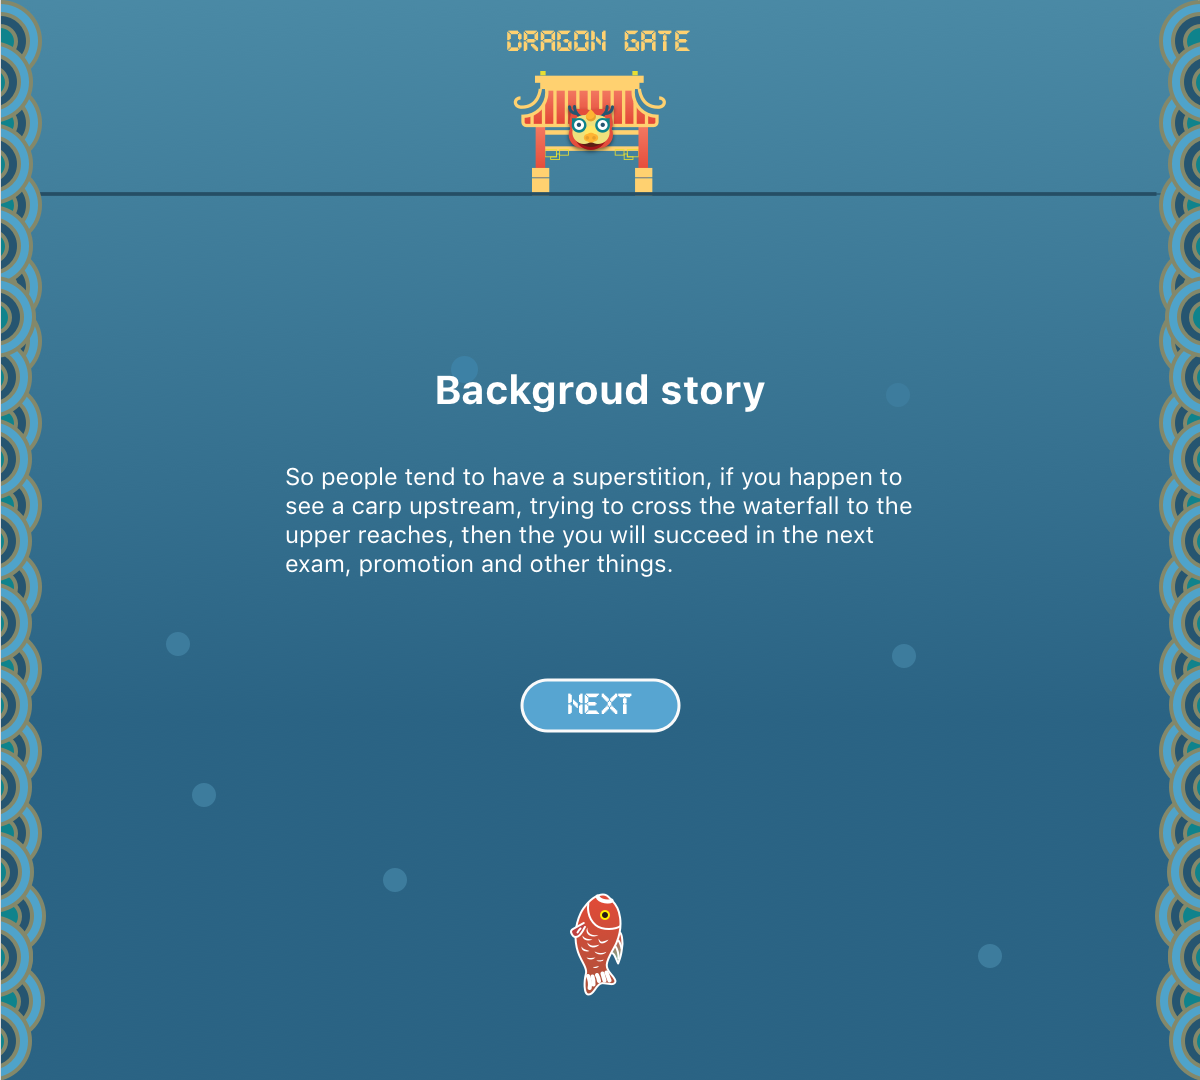 DRAGON GATE
Backgroud story
So people tend to have a superstition, if you happen to
see a carp upstream, trying to cross the waterfall to the
upper reaches, then the you will succeed in the next
exam, promotion and other things.
NEXT